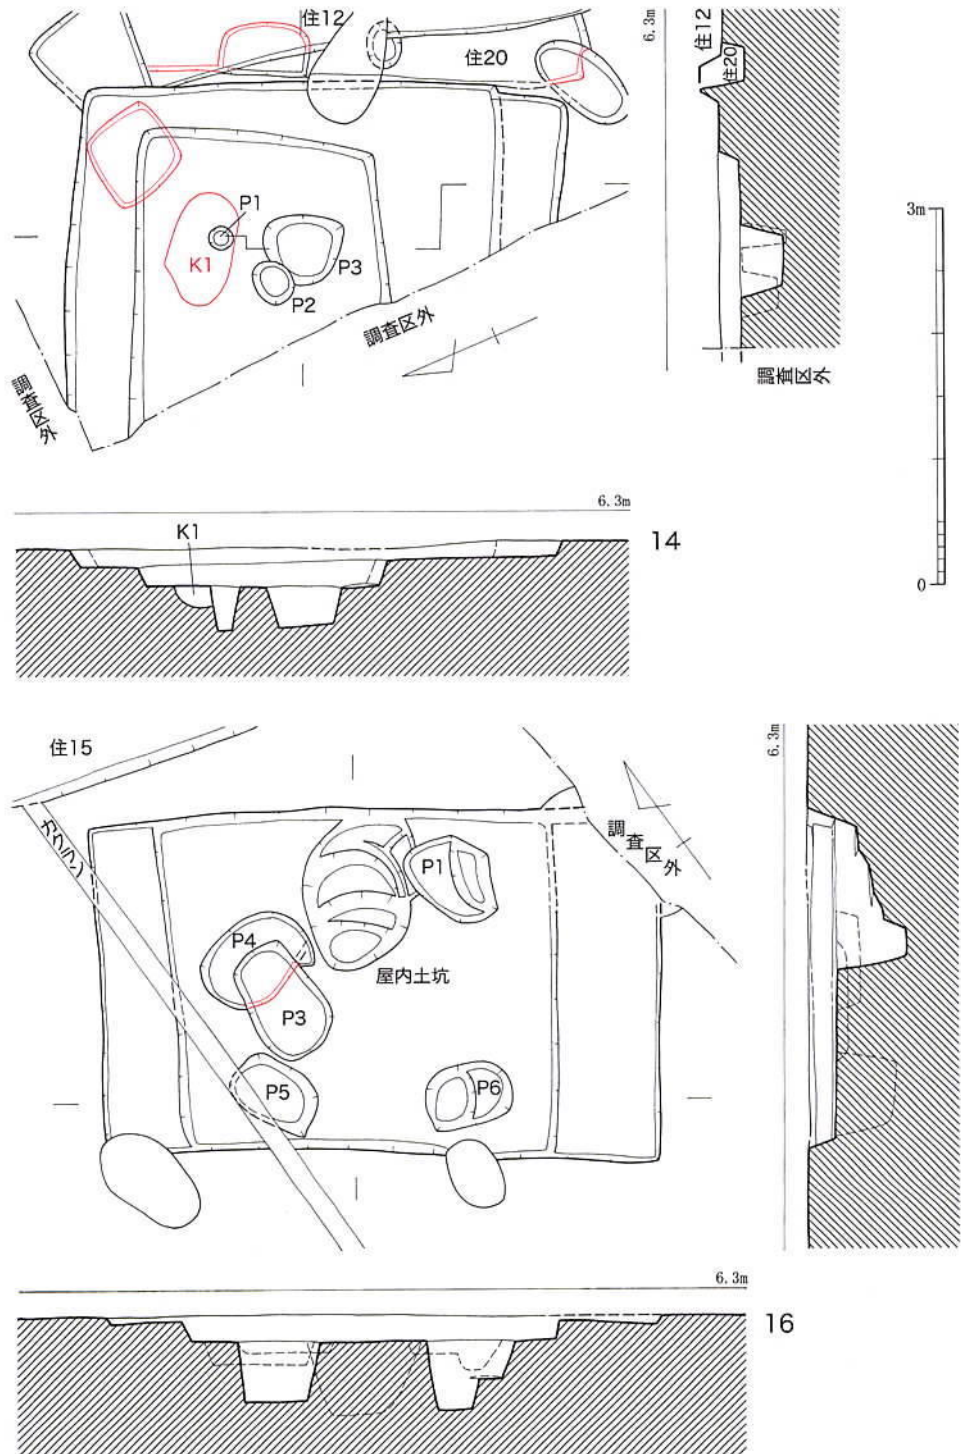 住12
住20
P1
K1
P3
P2
調査区外
調査区外
6.3m
住12
住20
調査区外
3m
0
6.3m
14
K1
住15
カクラン
調査区外
P1
P4
屋内土坑
P3
P5
P6
6.3m
6.3m
16